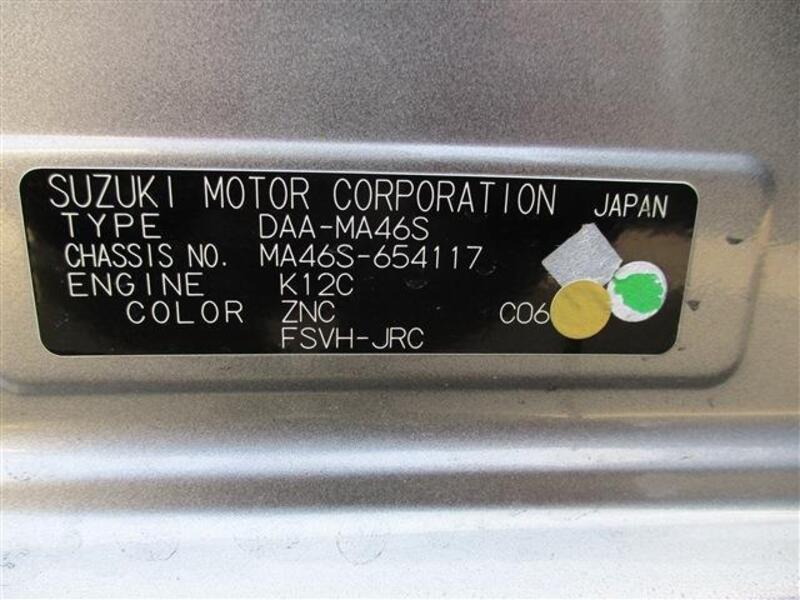 SUZUKI MOTOR CORPORATION JAPAN
TYPE DAA-MA46S
CHASSIS NO. MA46S-654117
ENGINE K12C
COLOR ZNC C06
FSVH-JRC